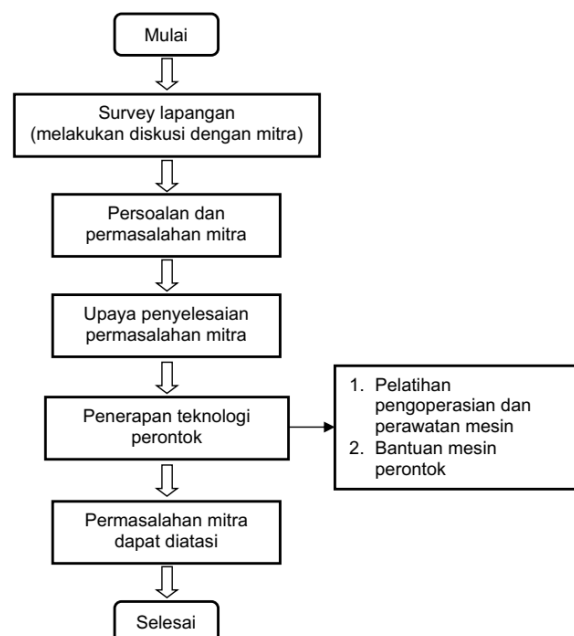 Mulai
Survey lapangan
(melakukan diskusi dengan mitra)
Persoalan dan
permasalahan mitra
Upaya penyelesaian
permasalahan mitra
Penerapan teknologi
perontok
1. Pelatihan
pengoperasian dan
perawatan mesin
2. Bantuan mesin
perontok
Permasalahan mitra
dapat diatasi
Selesai